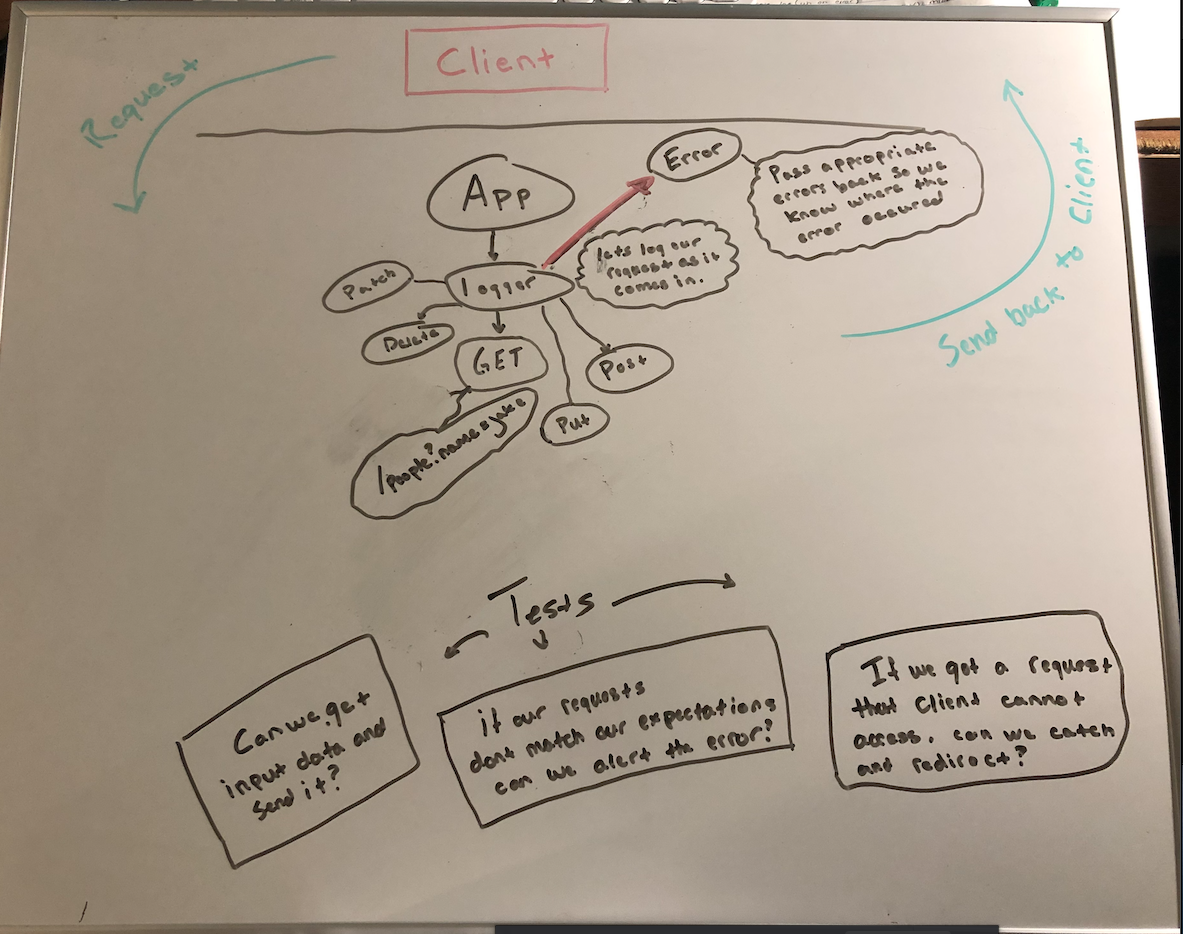 Client
Request
Error
Pass appropriate
errors back so we
know where the
error occured
App
lets log our
request as it
comes in.
Send back to Client
Patch
logger
Delete
GET
Post
Put
/people?name=jake
Tests
Can we get
input data and
send it?
if our requests
dont match our expectations
can we alert the error?
If we get a request
that Client cannot
access, can we catch
and redirect?